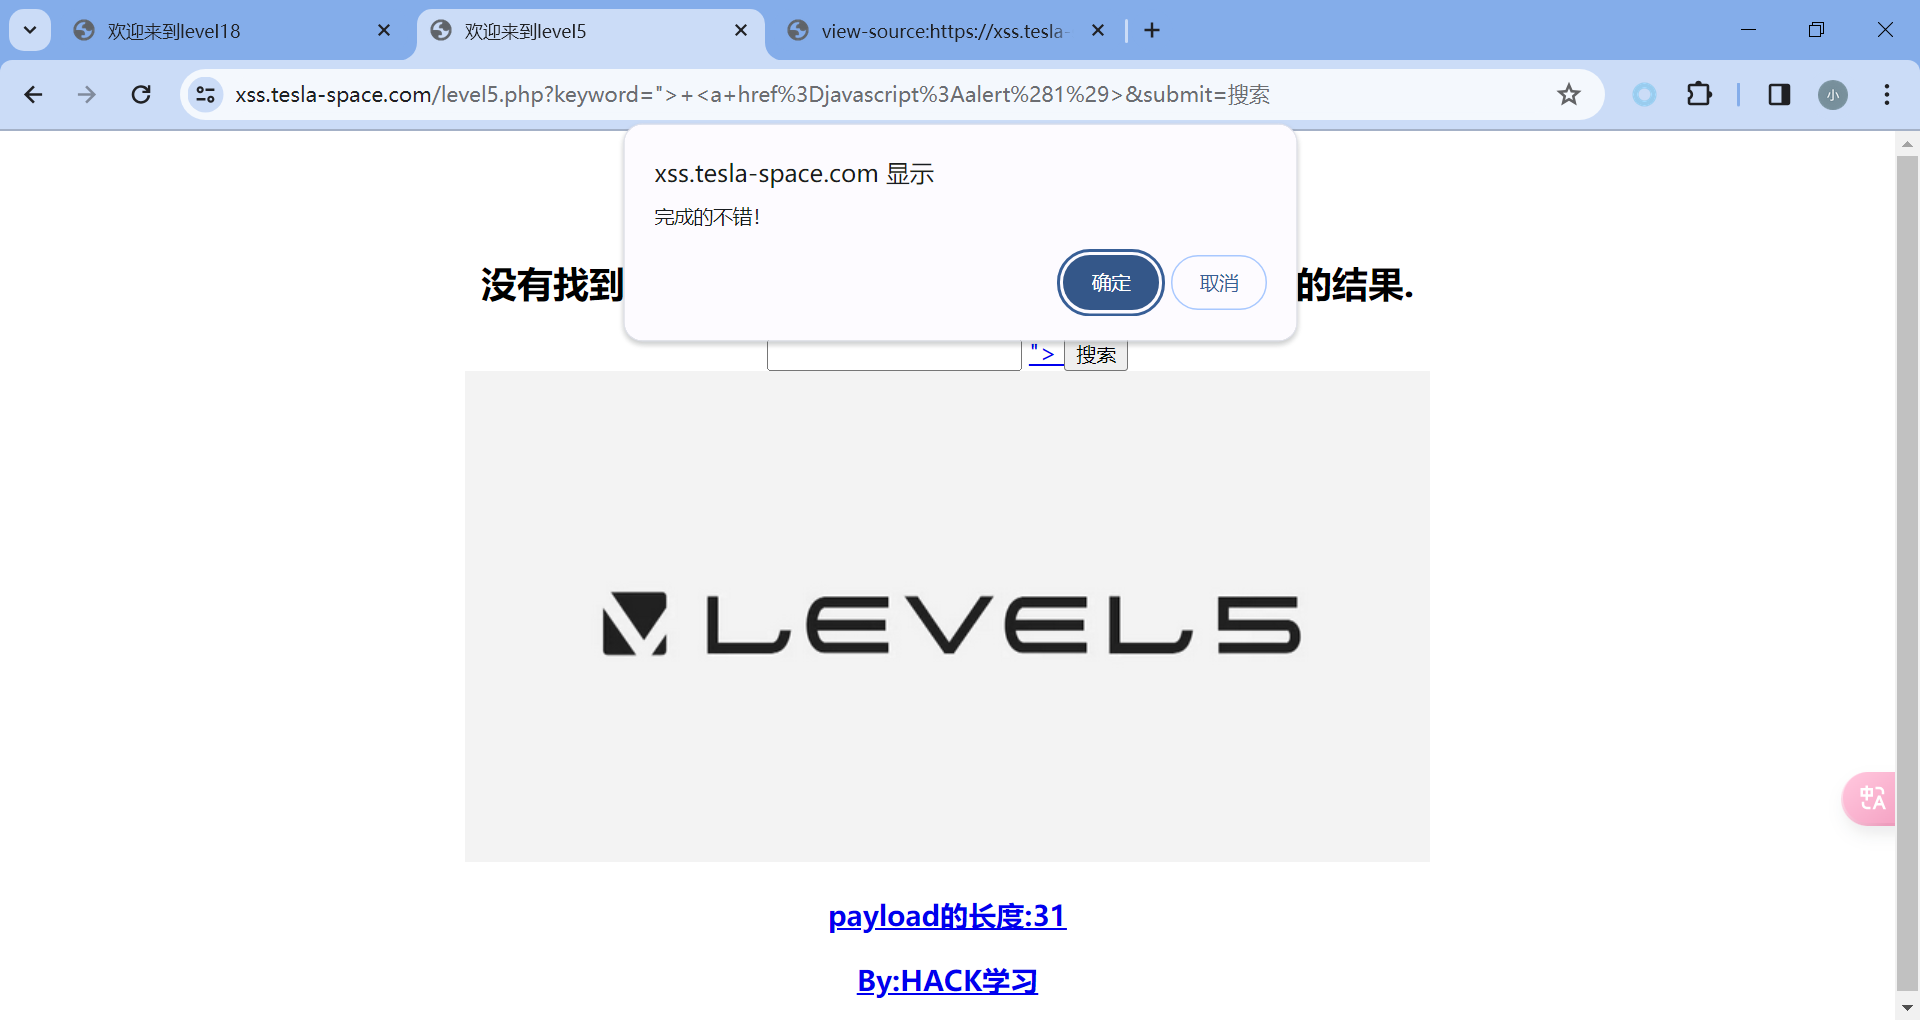 欢迎来到level18
欢迎来到level5
view-source:https://xss.tesla-
xss.tesla-space.com/level5.php?keyword=">+<a+href%3Djavascript%3Aalert%281%29>&submit=搜索
小
xss.tesla-space.com 显示
完成的不错！
确定
取消
没有找到
的结果.
">
搜索
LEVEL5
中A
payload的长度:31
By:HACK学习